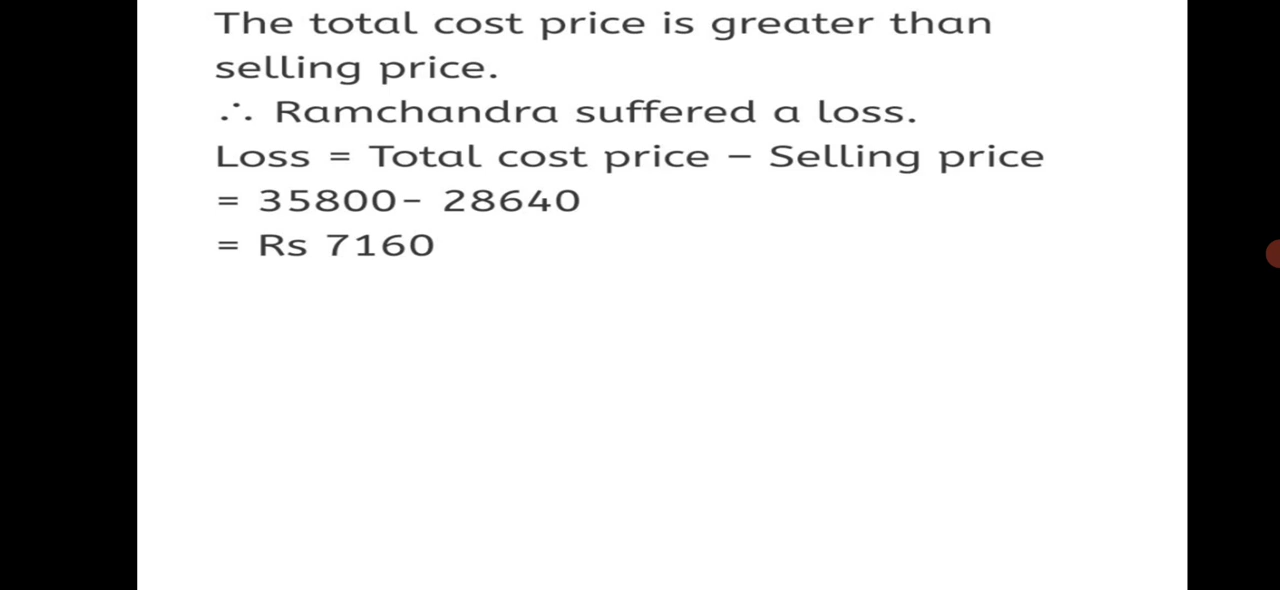 The total cost price is greater than
selling price.
∴ Ramchandra suffered a loss.
Loss = Total cost price – Selling price
= 35800- 28640
= Rs 7160